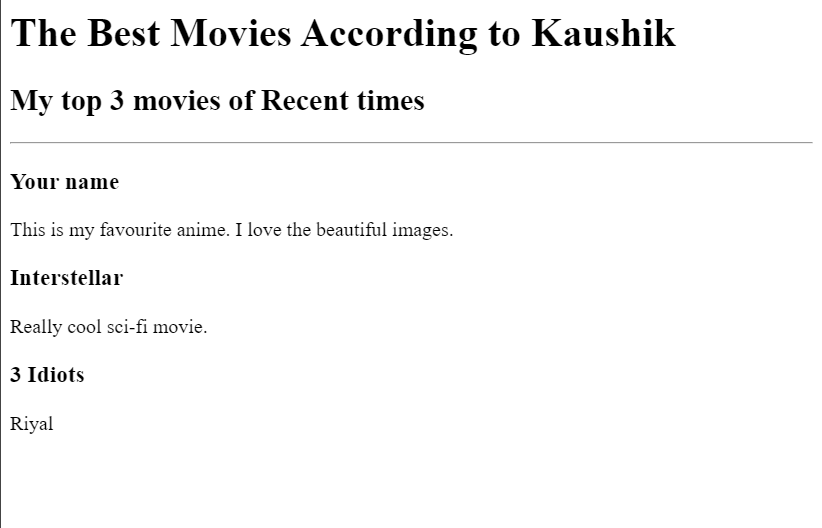 The Best Movies According to Kaushik
My top 3 movies of Recent times
Your name
This is my favourite anime. I love the beautiful images.
Interstellar
Really cool sci-fi movie.
3 Idiots
Riyal